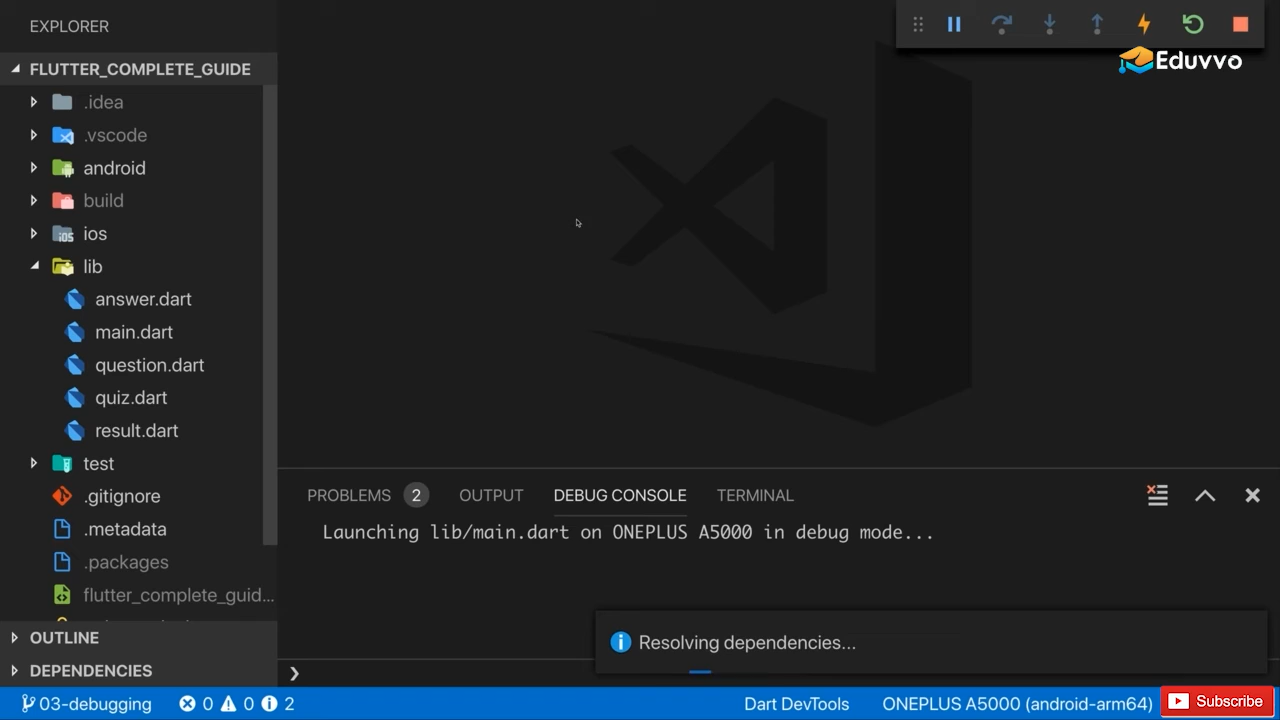 EXPLORER
Eduvvo
FLUTTER_COMPLETE_GUIDE
.idea
.vscode
android
build
ios
lib
answer.dart
main.dart
question.dart
quiz.dart
result.dart
test
.gitignore
.metadata
.packages
flutter_complete_guid...
OUTLINE
DEPENDENCIES
PROBLEMS 2 OUTPUT DEBUG CONSOLE TERMINAL
Launching lib/main.dart on ONEPLUS A5000 in debug mode...
Resolving dependencies...
03-debugging 0 0 2 Dart DevTools ONEPLUS A5000 (android-arm64) Subscribe